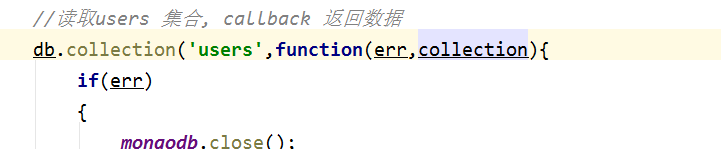 //读取users 集合, callback 返回数据
db.collection('users',function(err,collection){
if(err)
{
mongodb.close();